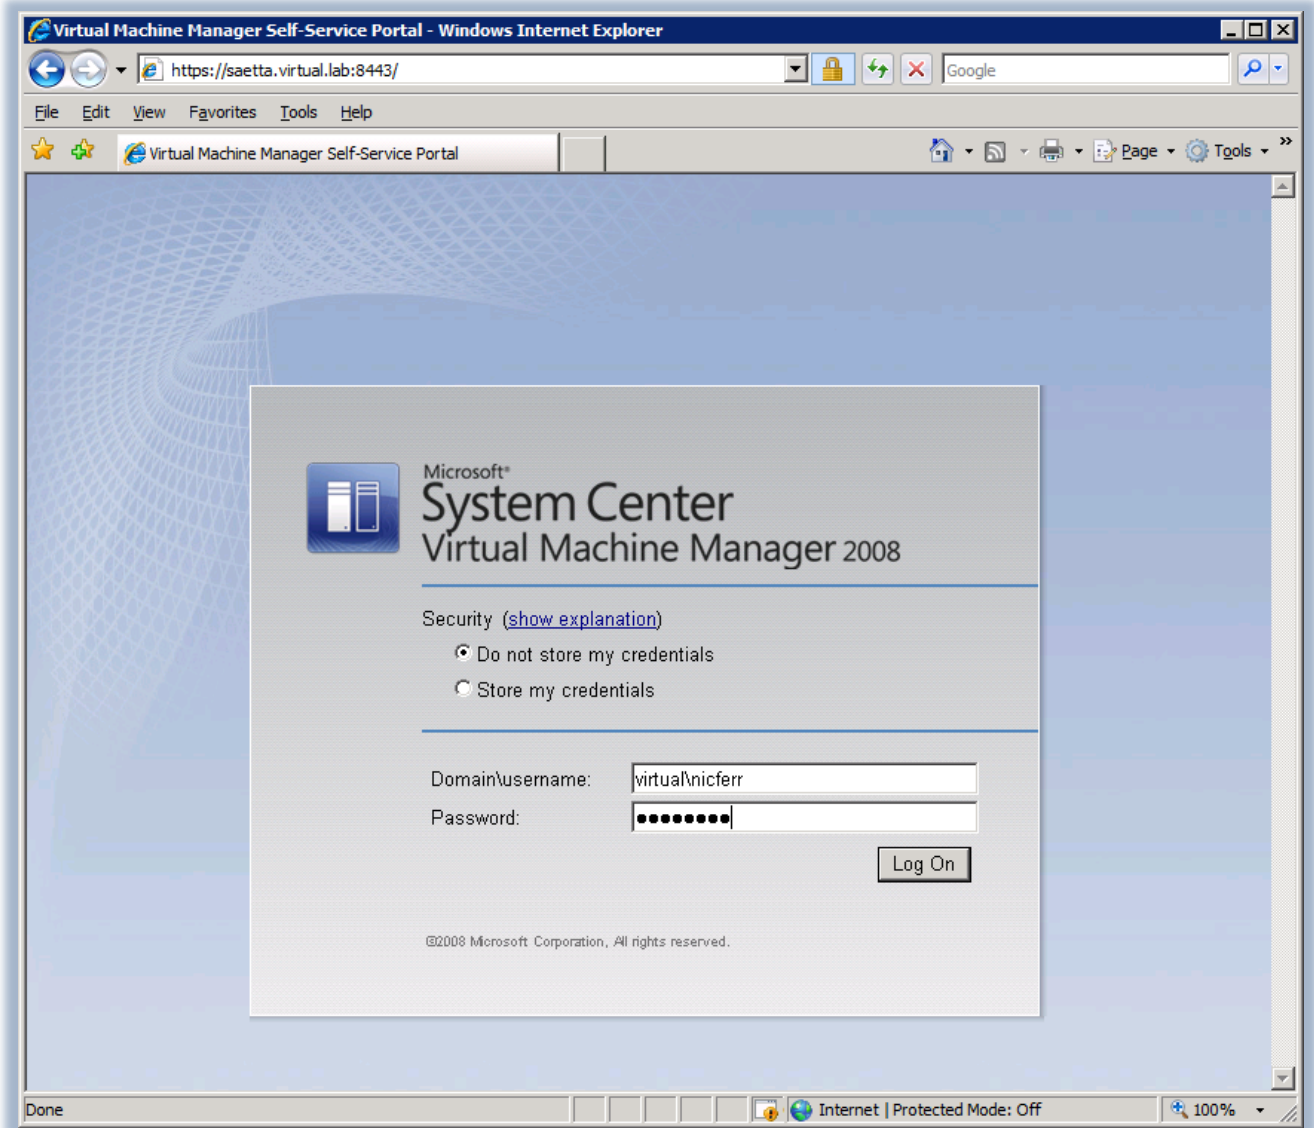 Virtual Machine Manager Self-Service Portal - Windows Internet Explorer
https://saetta.virtual.lab:8443/
Google
File Edit View Favorites Tools Help
Virtual Machine Manager Self-Service Portal
Page Tools »
Microsoft®
System Center
Virtual Machine Manager 2008
Security (show explanation)
Do not store my credentials
Store my credentials
Domain\username: virtual\nicferr
Password: ●●●●●●●●
Log On
©2008 Microsoft Corporation, All rights reserved.
Done Internet | Protected Mode: Off 100%